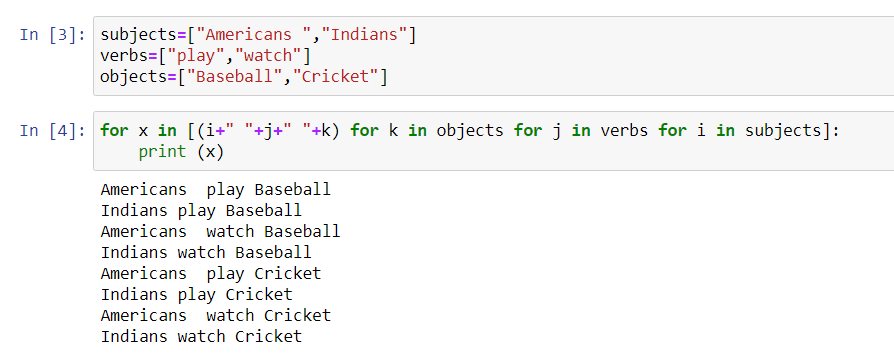 In [3]: subjects=["Americans ","Indians"]
verbs=["play","watch"]
objects=["Baseball","Cricket"]
In [4]: for x in [(i+" "+j+" "+k) for k in objects for j in verbs for i in subjects]:
    print (x)
Americans  play Baseball
Indians play Baseball
Americans  watch Baseball
Indians watch Baseball
Americans  play Cricket
Indians play Cricket
Americans  watch Cricket
Indians watch Cricket